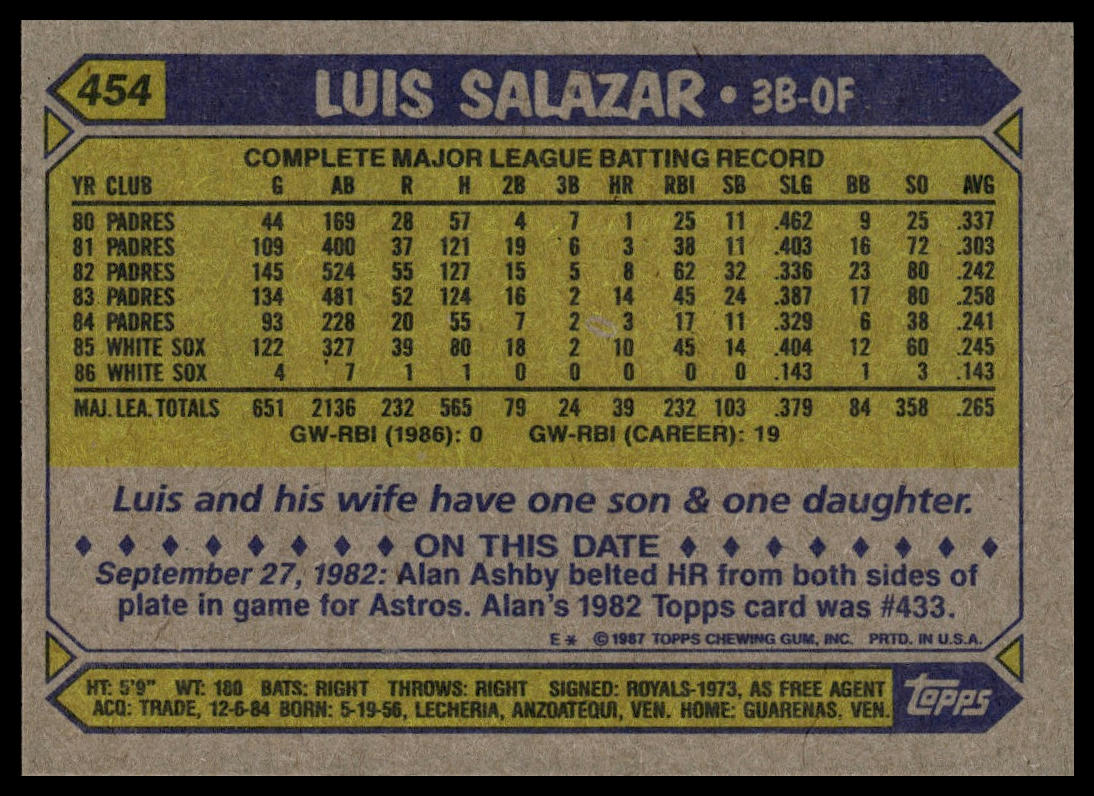 454 LUIS SALAZAR • 3B-OF
COMPLETE MAJOR LEAGUE BATTING RECORD
YR CLUB G AB R H 2B 3B HR RBI SB SLG BB SO AVG
80 PADRES 44 169 28 57 4 7 1 25 11 .462 9 25 .337
81 PADRES 109 400 37 121 19 6 3 38 11 .403 16 72 .303
82 PADRES 145 524 55 127 15 5 8 62 32 .336 23 80 .242
83 PADRES 134 481 52 124 16 2 14 45 24 .387 17 80 .258
84 PADRES 93 228 20 55 7 2 3 17 11 .329 6 38 .241
85 WHITE SOX 122 327 39 80 18 2 10 45 14 .404 12 60 .245
86 WHITE SOX 4 7 1 1 0 0 0 0 0 .143 1 3 .143
MAJ. LEA. TOTALS 651 2136 232 565 79 24 39 232 103 .379 84 358 .265
GW-RBI (1986): 0 GW-RBI (CAREER): 19
Luis and his wife have one son & one daughter.
♦ ♦ ♦ ♦ ♦ ♦ ♦ ♦ ON THIS DATE ♦ ♦ ♦ ♦ ♦ ♦ ♦ ♦
September 27, 1982: Alan Ashby belted HR from both sides of
plate in game for Astros. Alan's 1982 Topps card was #433.
E* ©1987 TOPPS CHEWING GUM, INC. PRTD. IN U.S.A.
HT: 5'9" WT: 180 BATS: RIGHT THROWS: RIGHT SIGNED: ROYALS-1973, AS FREE AGENT
ACQ: TRADE, 12-6-84 BORN: 5-19-56, LECHERIA, ANZOATEQUI, VEN. HOME: GUARENAS, VEN.
topps